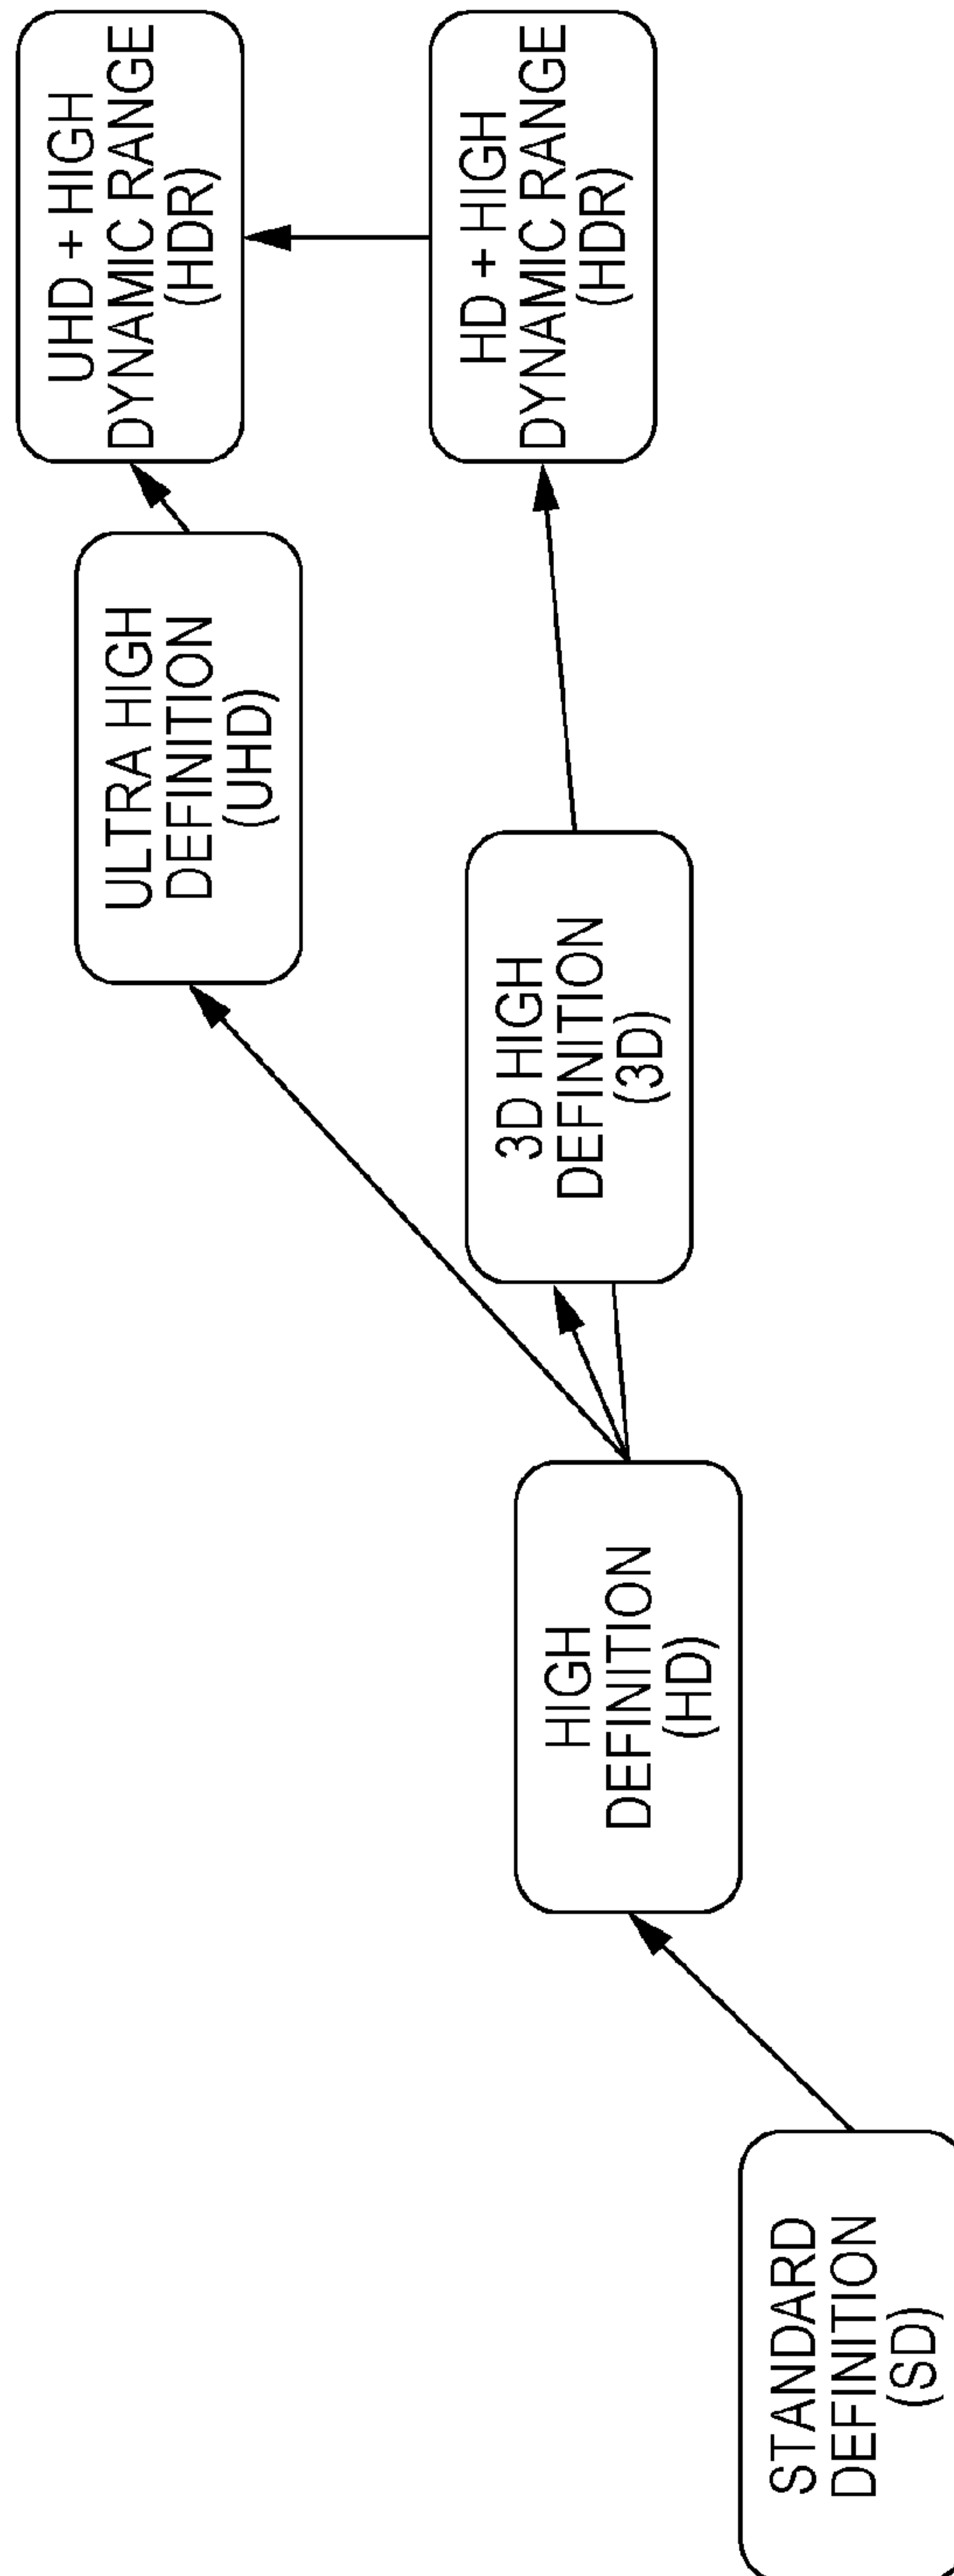 STANDARD
DEFINITION
(SD)
HIGH
DEFINITION
(HD)
3D HIGH
DEFINITION
(3D)
ULTRA HIGH
DEFINITION
(UHD)
UHD + HIGH
DYNAMIC RANGE
(HDR)
HD + HIGH
DYNAMIC RANGE
(HDR)